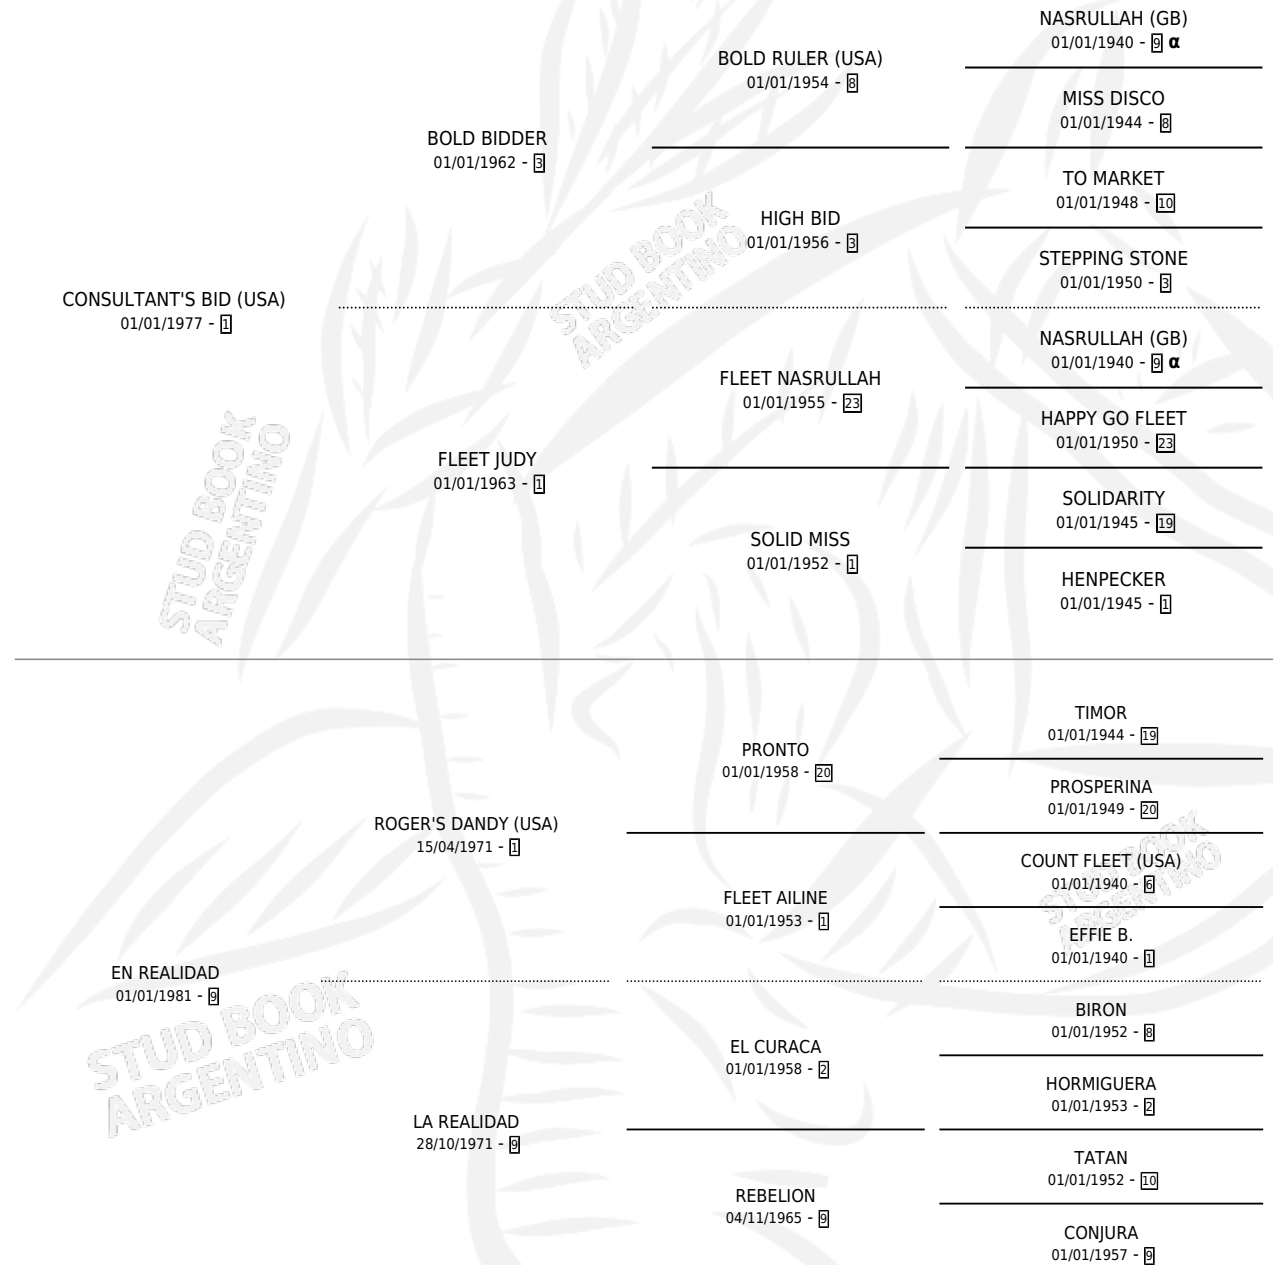 NASRULLAH (GB)
01/01/1940 - 9 α
BOLD RULER (USA)
01/01/1954 - 8
MISS DISCO
01/01/1944 - 8
BOLD BIDDER
01/01/1962 - 3
TO MARKET
01/01/1948 - 10
HIGH BID
01/01/1956 - 3
STEPPING STONE
01/01/1950 - 3
CONSULTANT'S BID (USA)
01/01/1977 - 1
NASRULLAH (GB)
01/01/1940 - 9 α
FLEET NASRULLAH
01/01/1955 - 23
HAPPY GO FLEET
01/01/1950 - 23
FLEET JUDY
01/01/1963 - 1
SOLIDARITY
01/01/1945 - 19
SOLID MISS
01/01/1952 - 1
HENPECKER
01/01/1945 - 1
TIMOR
01/01/1944 - 19
PRONTO
01/01/1958 - 20
PROSPERINA
01/01/1949 - 20
ROGER'S DANDY (USA)
15/04/1971 - 1
COUNT FLEET (USA)
01/01/1940 - 6
FLEET AILINE
01/01/1953 - 1
EFFIE B.
01/01/1940 - 1
EN REALIDAD
01/01/1981 - 9
BIRON
01/01/1952 - 8
EL CURACA
01/01/1958 - 2
HORMIGUERA
01/01/1953 - 2
LA REALIDAD
28/10/1971 - 9
TATAN
01/01/1952 - 10
REBELION
04/11/1965 - 9
CONJURA
01/01/1957 - 9
STUD BOOK
ARGENTINO
STUD BOOK
ARGENTINO
STUD BOOK
ARGENTINO
STUD BOOK
ARGENTINO